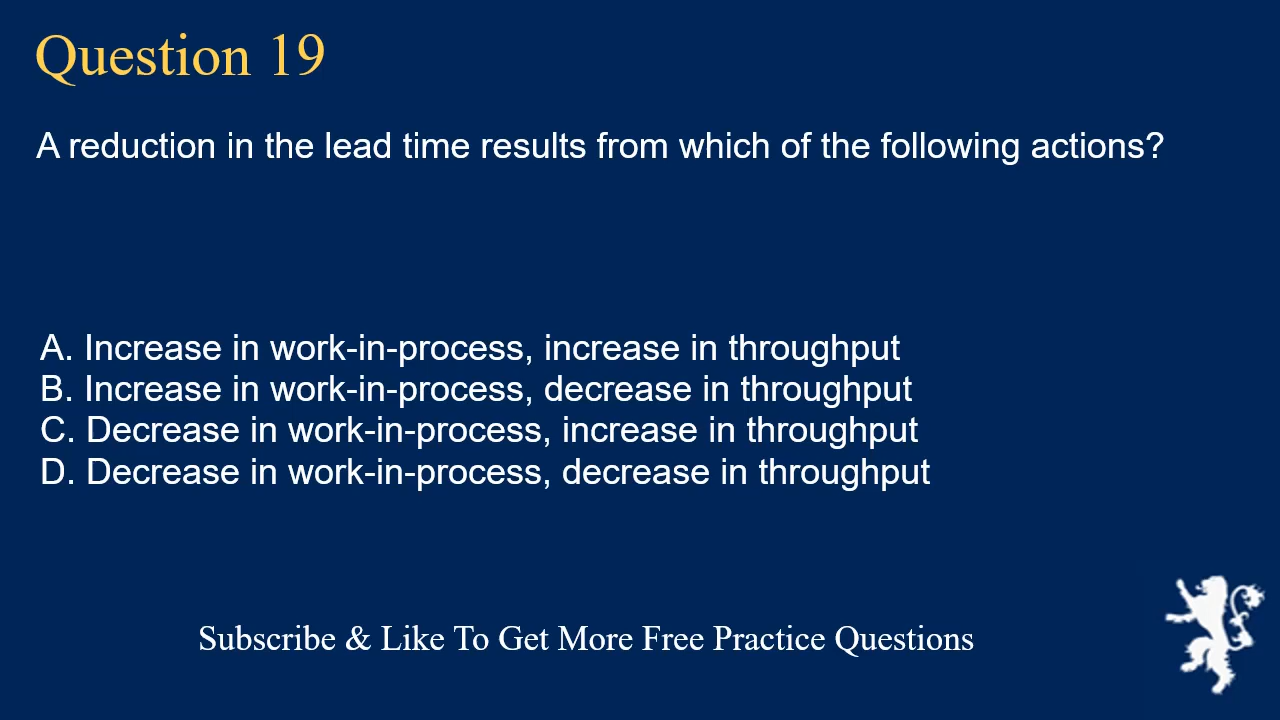 Question 19
A reduction in the lead time results from which of the following actions?
A. Increase in work-in-process, increase in throughput
B. Increase in work-in-process, decrease in throughput
C. Decrease in work-in-process, increase in throughput
D. Decrease in work-in-process, decrease in throughput
Subscribe & Like To Get More Free Practice Questions